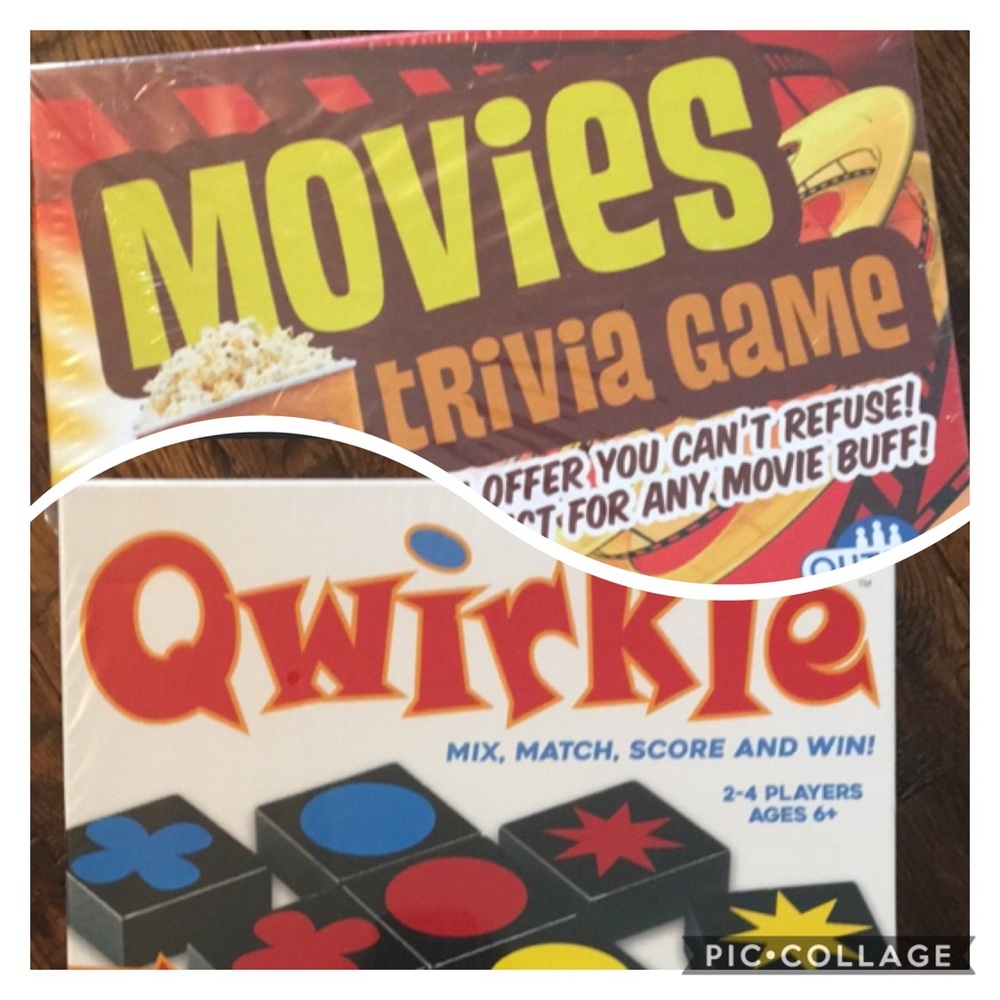 MOVIES
TRIVIA GAME
OFFER YOU CAN'T REFUSE!
FOR ANY MOVIE BUFF!
Qwirkle
™
MIX, MATCH, SCORE AND WIN!
2-4 PLAYERS
AGES 6+
PIC•COLLAGE